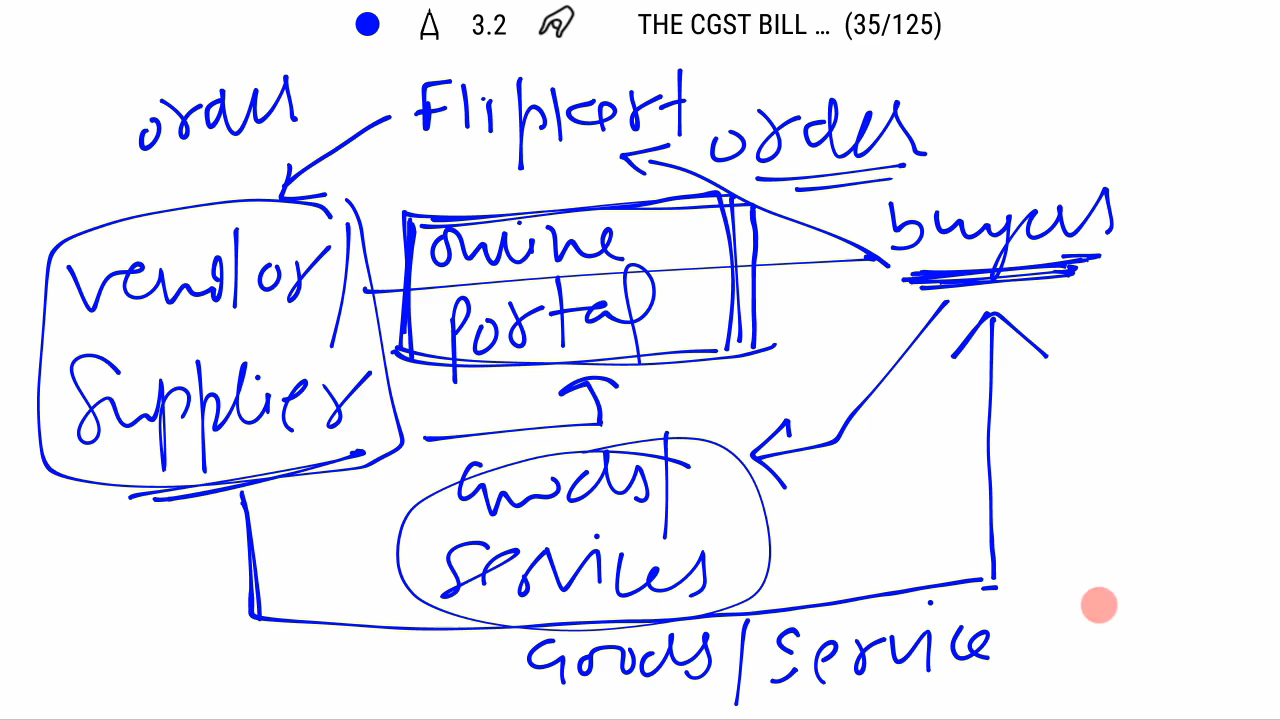 3.2 THE CGST BILL ... (35/125)
order Flipkart order
buyers
vendor
Supplier
online
portal
Goods/
Services
Goods/Service